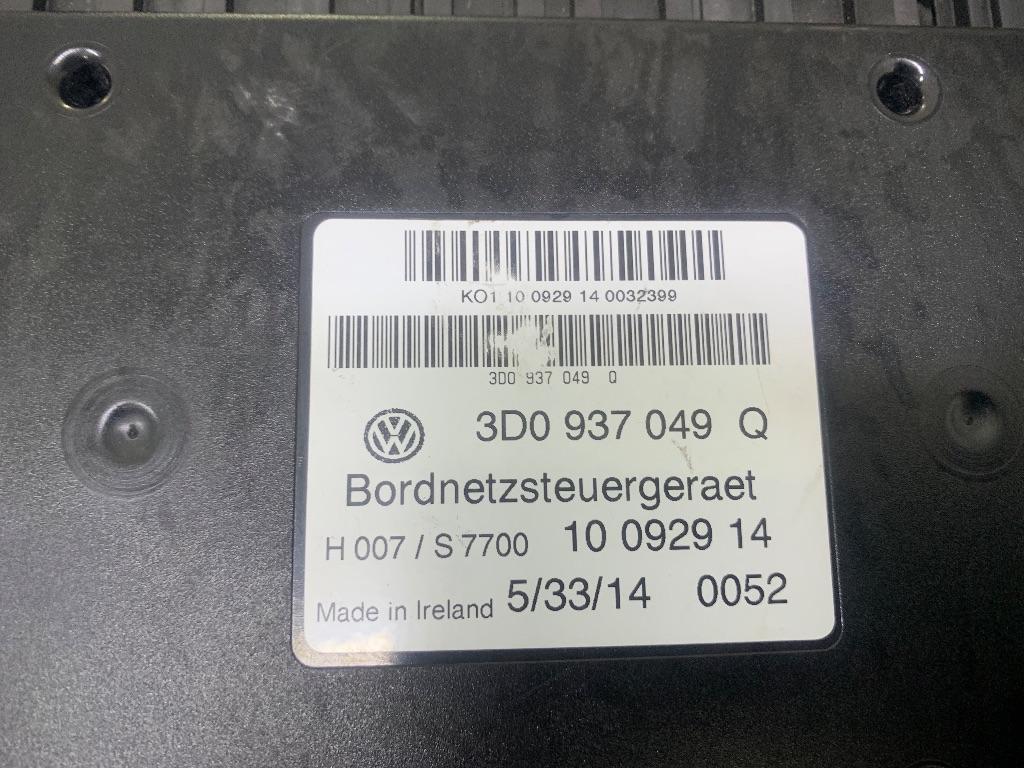 KO1 10 0929 14 0032399
3D0 937 049 Q
3D0 937 049 Q
Bordnetzsteuergeraet
H 007 / S 7700 10 0929 14
Made in Ireland 5/33/14 0052